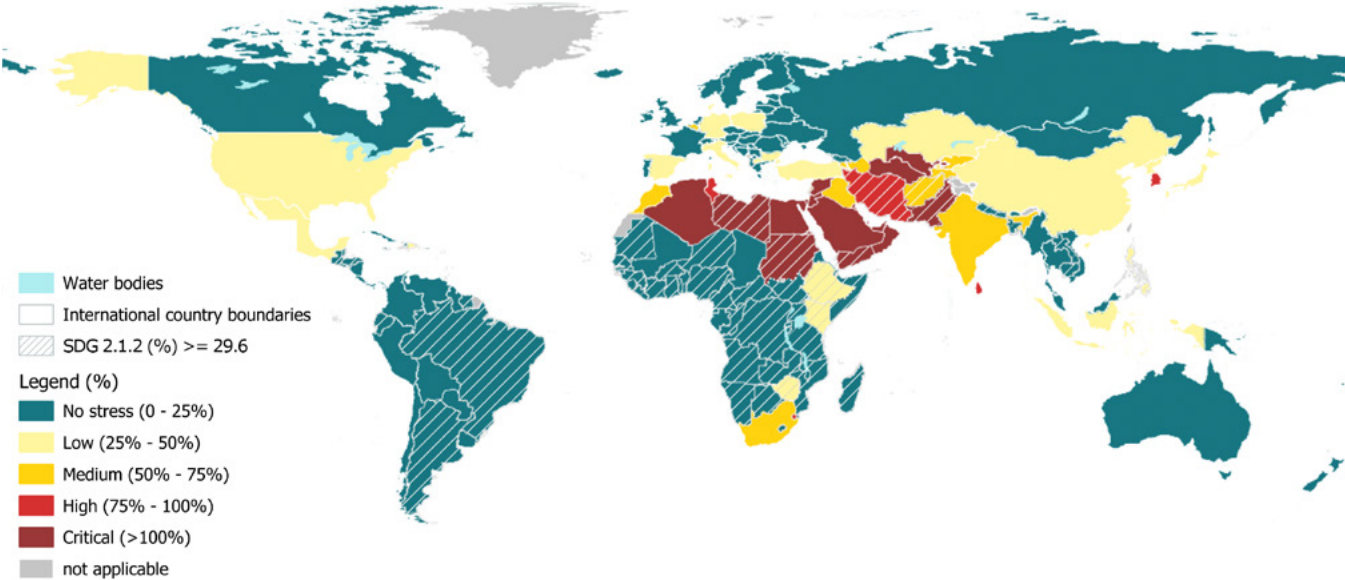 Water bodies
International country boundaries
SDG 2.1.2 (%) >= 29.6
Legend (%)
No stress (0 - 25%)
Low (25% - 50%)
Medium (50% - 75%)
High (75% - 100%)
Critical (>100%)
not applicable